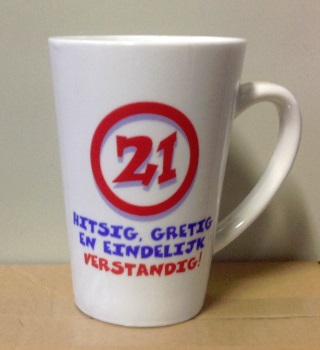 21
HITSIG, GRETIG
EN EINDELIJK
VERSTANDIG!